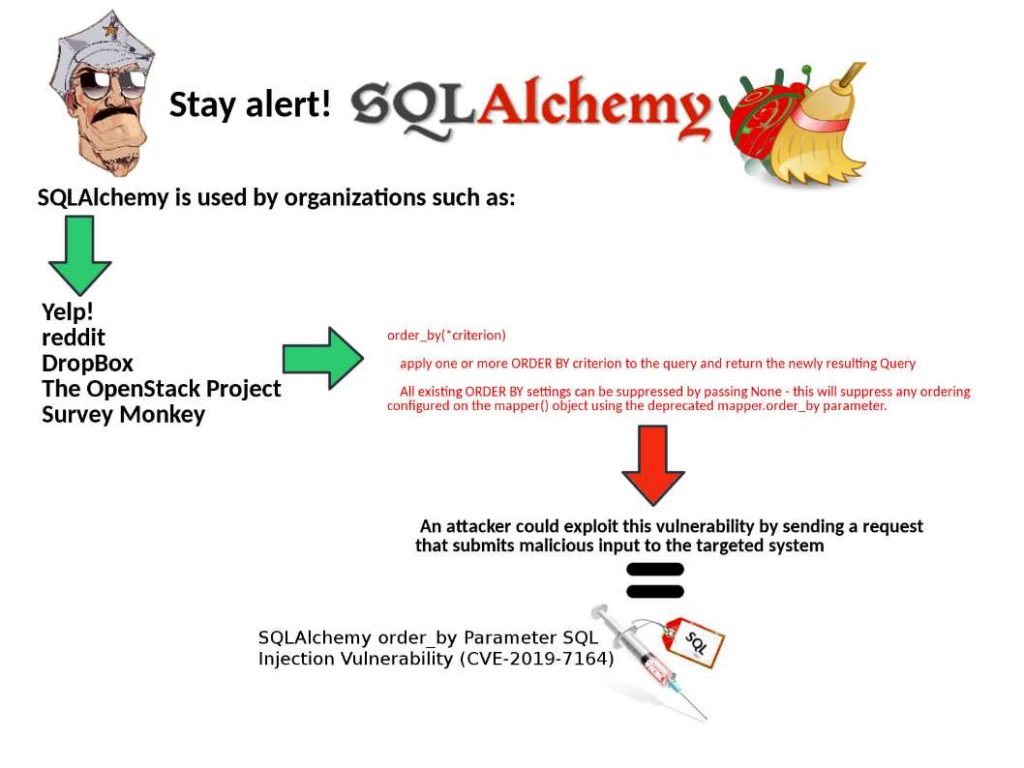 Stay alert!
SQLAlchemy
SQLAlchemy is used by organizations such as:
Yelp!
reddit
DropBox
The OpenStack Project
Survey Monkey
order_by(*criterion)
apply one or more ORDER BY criterion to the query and return the newly resulting Query
All existing ORDER BY settings can be suppressed by passing None - this will suppress any ordering
configured on the mapper() object using the deprecated mapper.order_by parameter.
An attacker could exploit this vulnerability by sending a request
that submits malicious input to the targeted system
SQLAlchemy order_by Parameter SQL
Injection Vulnerability (CVE-2019-7164)
SQL